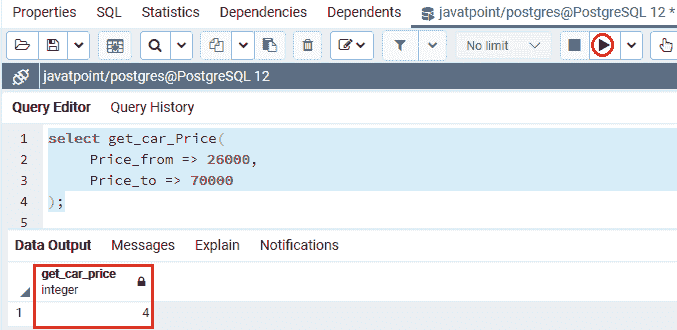 Properties SQL Statistics Dependencies Dependents javatpoint/postgres@PostgreSQL 12 *
No limit
javatpoint/postgres@PostgreSQL 12
Query Editor Query History
1 select get_car_Price(
2 Price_from => 26000,
3 Price_to => 70000
4 );
5
Data Output Messages Explain Notifications
get_car_price
integer
1 4